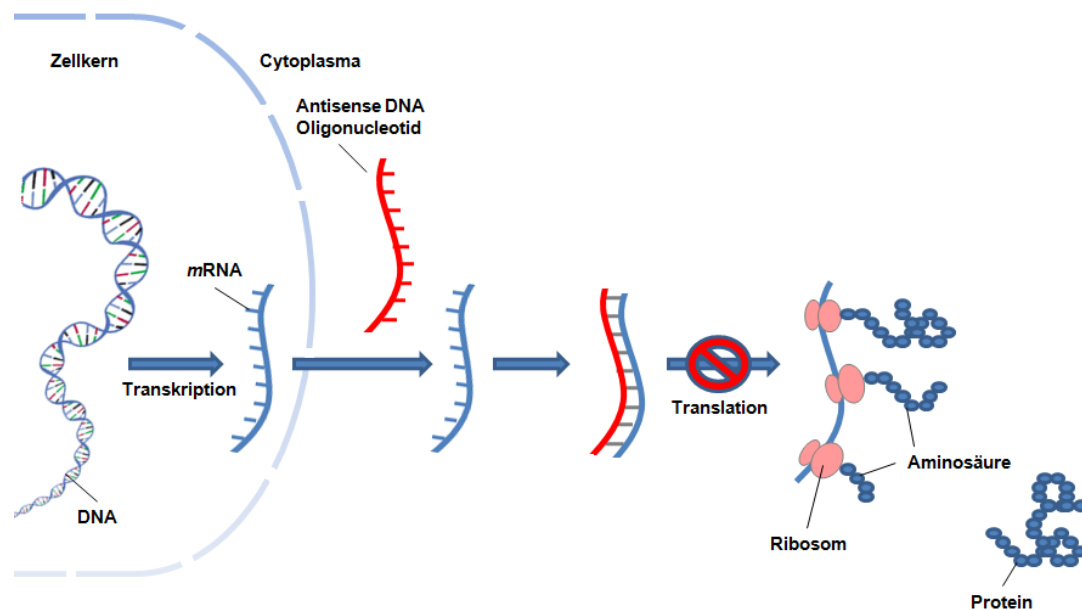 Zellkern
Cytoplasma
Antisense DNA
Oligonucleotid
mRNA
Transkription
Translation
DNA
Aminosäure
Ribosom
Protein